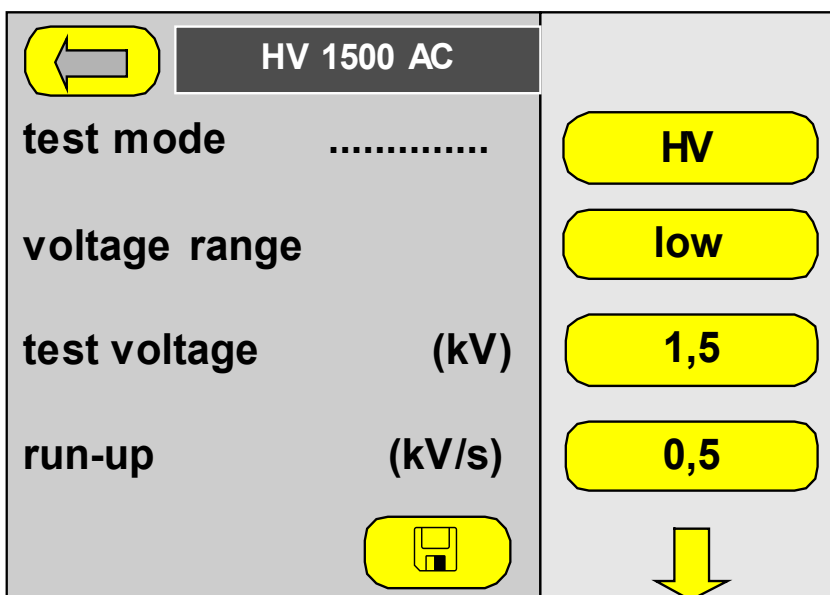 HV 1500 AC
test mode .............. HV
voltage range low
test voltage (kV) 1,5
run-up (kV/s) 0,5